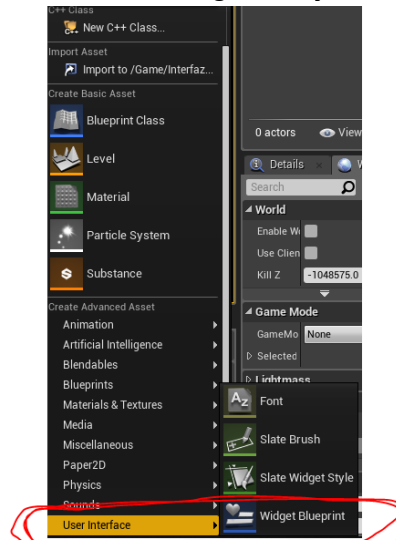 C++ Class
New C++ Class...
Import Asset
Import to /Game/Interfaz...
Create Basic Asset
Blueprint Class
Level
Material
Particle System
Substance
Create Advanced Asset
Animation
Artificial Intelligence
Blendables
Blueprints
Materials & Textures
Media
Miscellaneous
Paper2D
Physics
Sounds
User Interface
Font
Slate Brush
Slate Widget Style
Widget Blueprint
0 actors
View
Details
Search
World
Enable W
Use Clien
Kill Z
-1048575.0
Game Mode
GameMo
None
Selected
Lightmass